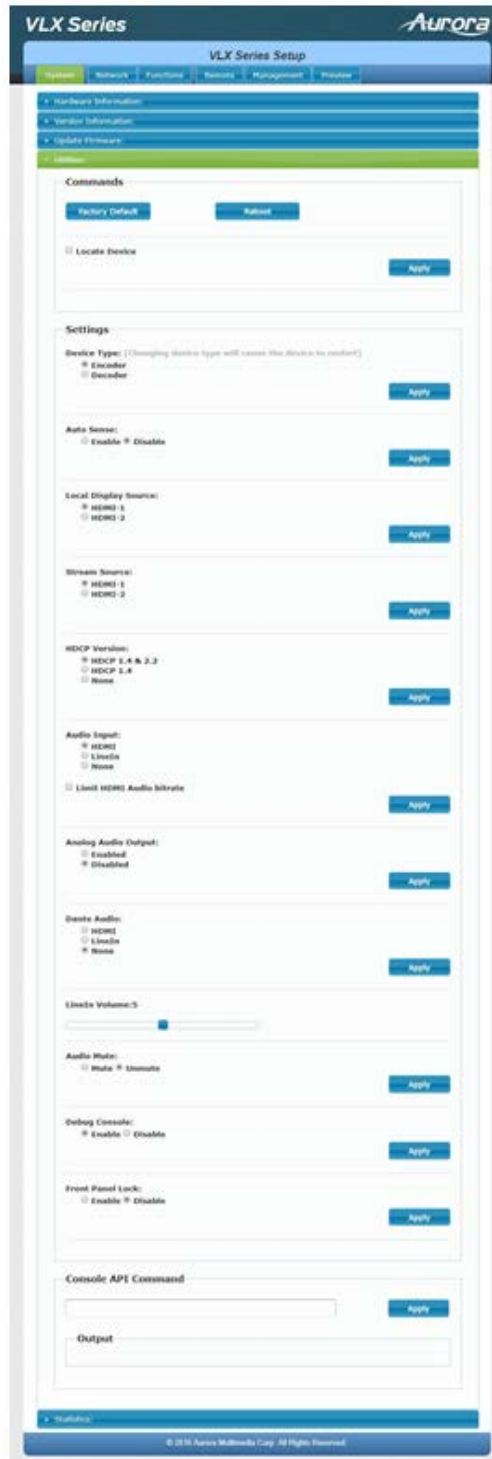 VLX Series
Aurora
VLX Series Setup
System Network Functions Remote Management Preview
Hardware Information:
Version Information:
Update Firmware:
Utilities:
Commands
Factory Default Reboot
Locate Device
Apply
Settings
Device Type: (Changing device type will cause the device to restart)
Encoder
Decoder
Apply
Auto Sense:
Enable Disable
Apply
Local Display Source:
HDMI-1
HDMI-2
Apply
Stream Source:
HDMI-1
HDMI-2
Apply
HDCP Version:
HDCP 1.4 & 2.2
HDCP 1.4
None
Apply
Audio Input:
HDMI
LineIn
None
Limit HDMI Audio bitrate
Apply
Analog Audio Output:
Enabled
Disabled
Apply
Dante Audio:
HDMI
LineIn
None
Apply
LineIn Volume:5
Audio Mute:
Mute Unmute
Apply
Debug Console:
Enable Disable
Apply
Front Panel Lock:
Enable Disable
Apply
Console API Command
Apply
Output
Statistics:
© 2016 Aurora Multimedia Corp. All Rights Reserved.